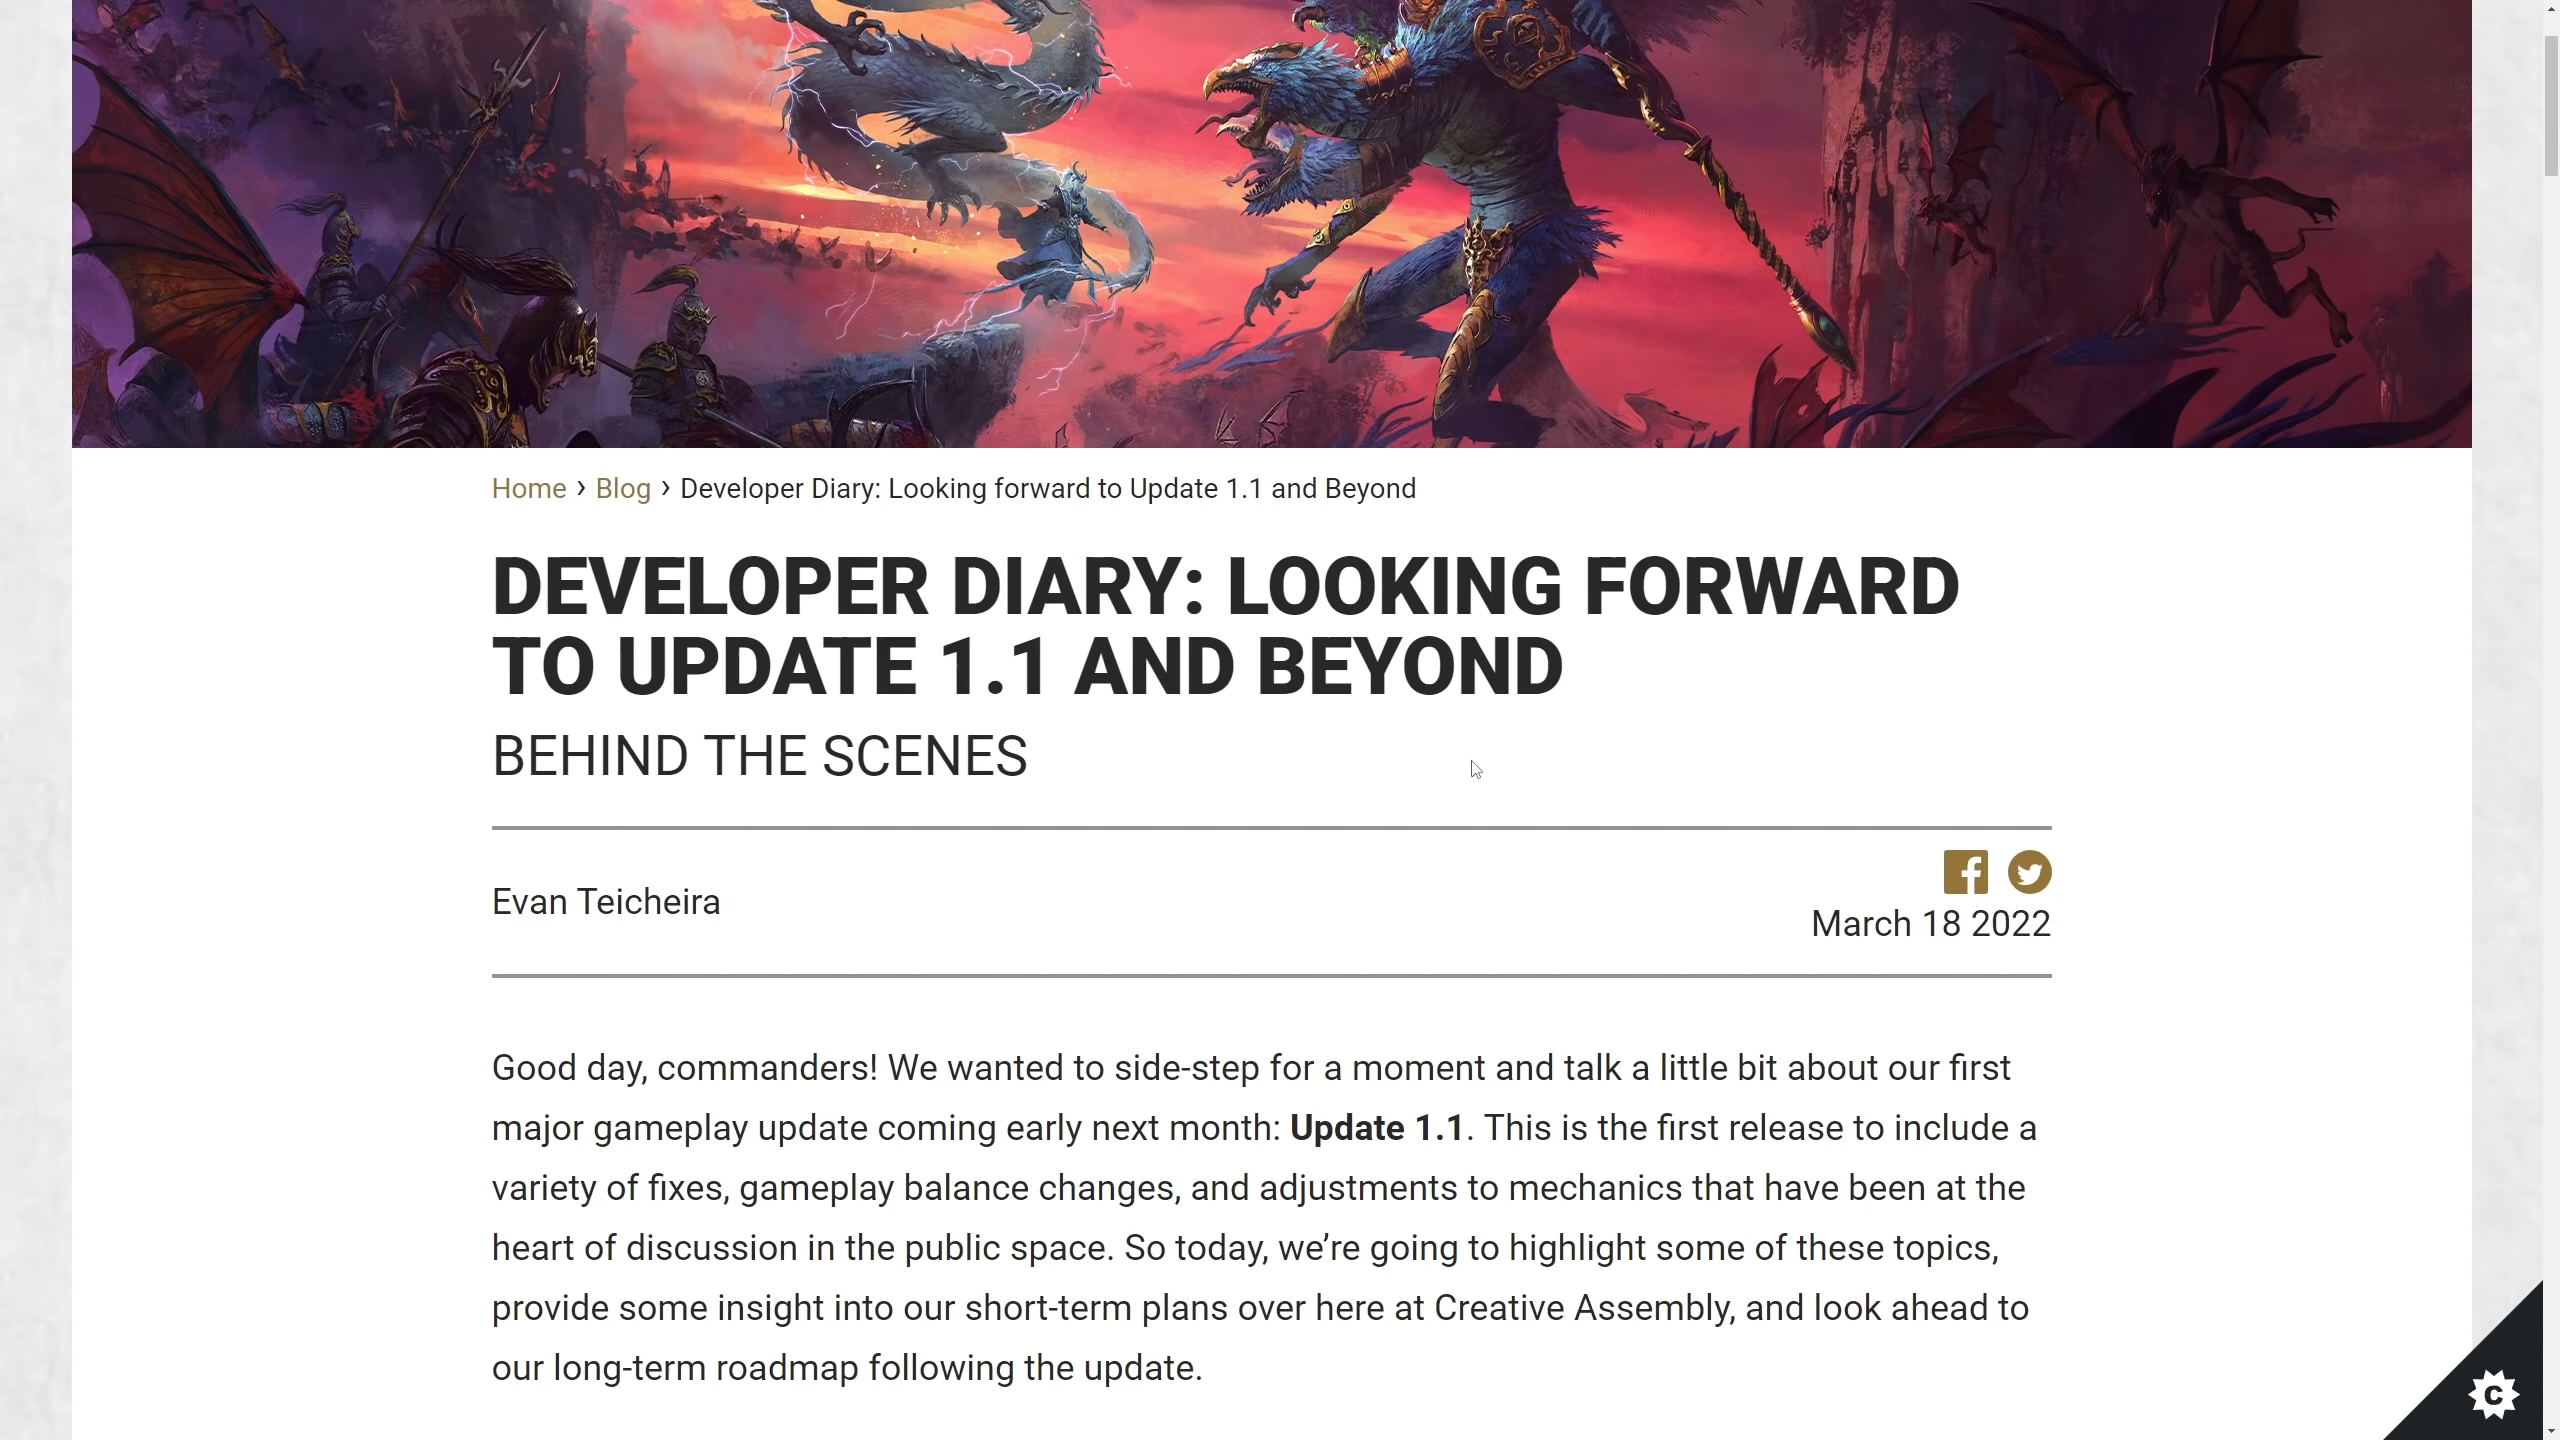 Home › Blog › Developer Diary: Looking forward to Update 1.1 and Beyond
DEVELOPER DIARY: LOOKING FORWARD
TO UPDATE 1.1 AND BEYOND
BEHIND THE SCENES
Evan Teicheira
March 18 2022
Good day, commanders! We wanted to side-step for a moment and talk a little bit about our first
major gameplay update coming early next month: Update 1.1. This is the first release to include a
variety of fixes, gameplay balance changes, and adjustments to mechanics that have been at the
heart of discussion in the public space. So today, we’re going to highlight some of these topics,
provide some insight into our short-term plans over here at Creative Assembly, and look ahead to
our long-term roadmap following the update.
C